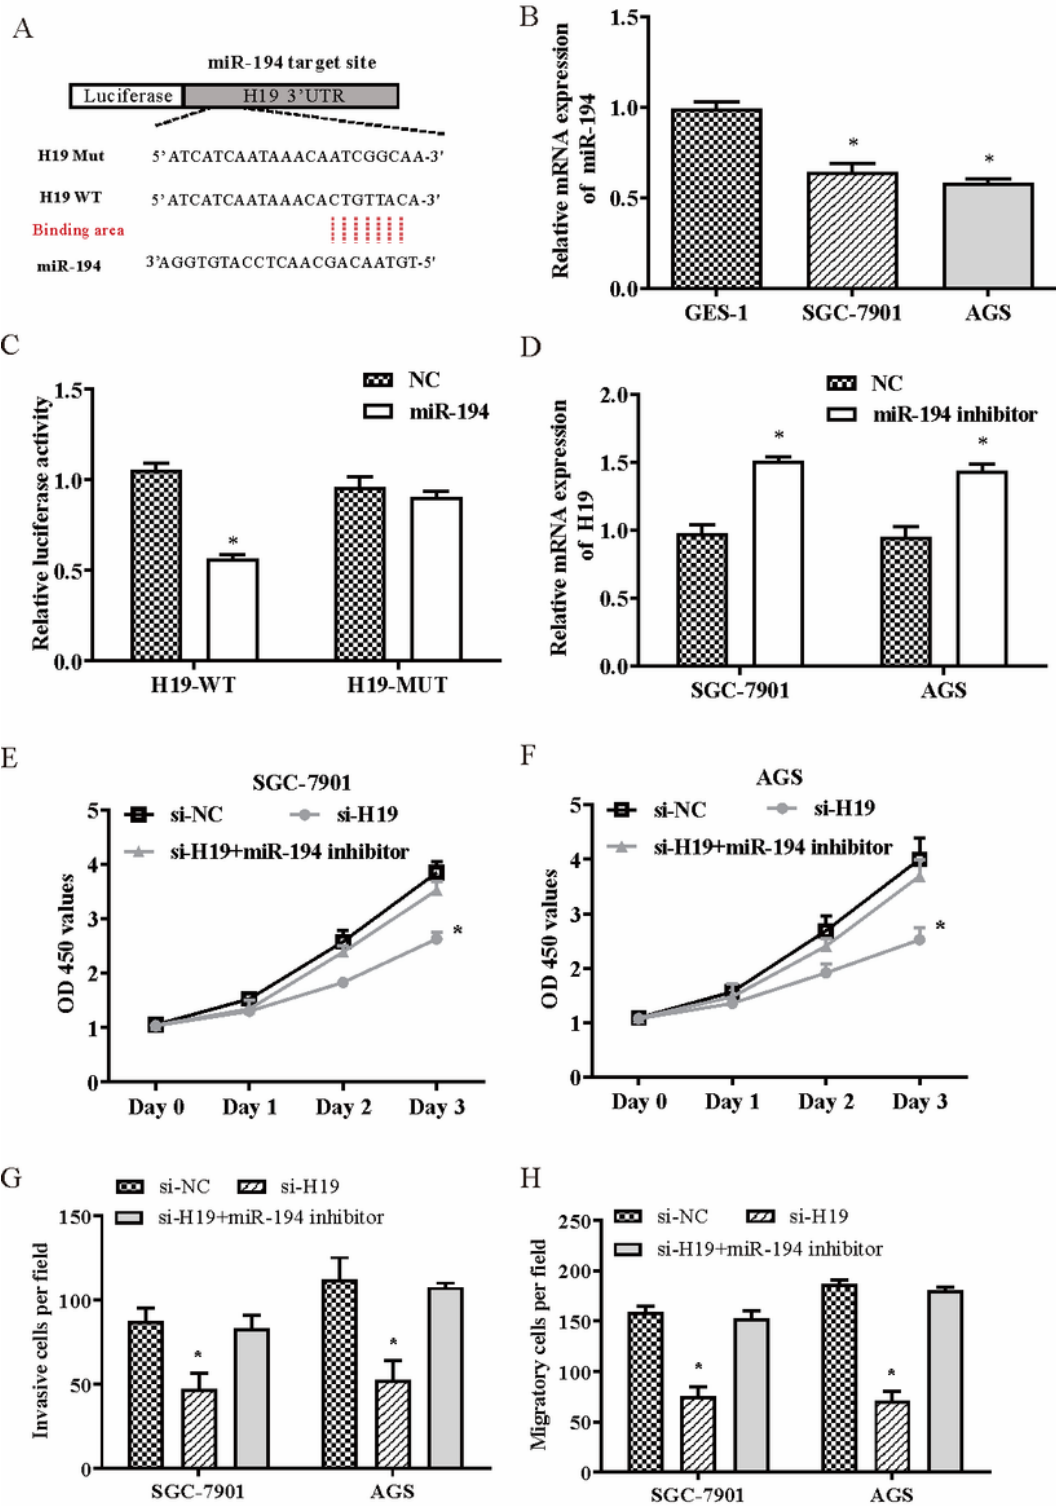 A
miR-194 target site
Luciferase H19 3'UTR
H19 Mut 5'ATCATCAATAAACAATCGGCAA-3'
H19 WT 5'ATCATCAATAAACACTGTTACA-3'
Binding area
miR-194 3'AGGTGTACCTCAACGACAATGT-5'
B
Relative mRNA expression
of miR-194
1.5
1.0
0.5
0.0
GES-1 SGC-7901 AGS
*
*
C
Relative luciferase activity
1.5
1.0
0.5
0.0
NC
miR-194
*
H19-WT H19-MUT
D
Relative mRNA expression
of H19
2.0
1.5
1.0
0.5
0.0
NC
miR-194 inhibitor
*
*
SGC-7901 AGS
E
SGC-7901
si-NC si-H19
si-H19+miR-194 inhibitor
OD 450 values
5
4
3
2
1
0
*
Day 0 Day 1 Day 2 Day 3
F
AGS
si-NC si-H19
si-H19+miR-194 inhibitor
OD 450 values
5
4
3
2
1
0
*
Day 0 Day 1 Day 2 Day 3
G
si-NC si-H19
si-H19+miR-194 inhibitor
Invasive cells per field
150
100
50
0
*
*
SGC-7901 AGS
H
si-NC si-H19
si-H19+miR-194 inhibitor
Migratory cells per field
250
200
150
100
50
0
*
*
SGC-7901 AGS